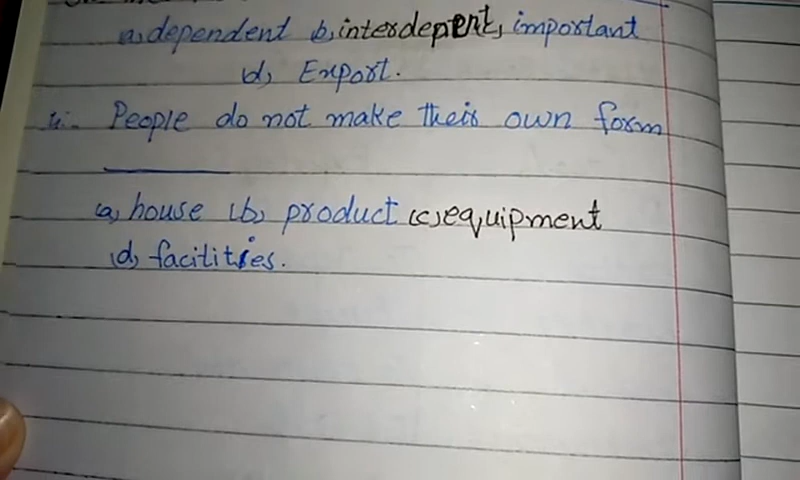 a, dependent b, interdepent, important
d, Export.
4:- People do not make their own form
(a, house (b, product (c, equipment
(d, facilities.